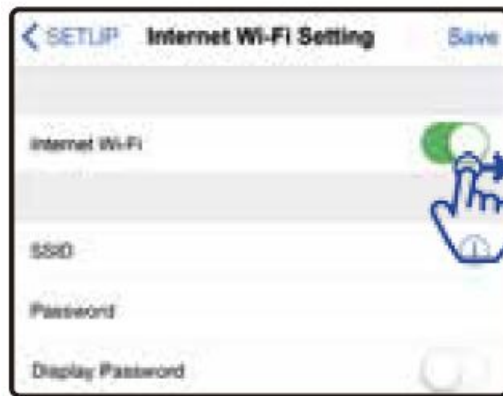 SETUP Internet Wi-Fi Setting Save
Internet Wi-Fi
SSID
Password
Display Password